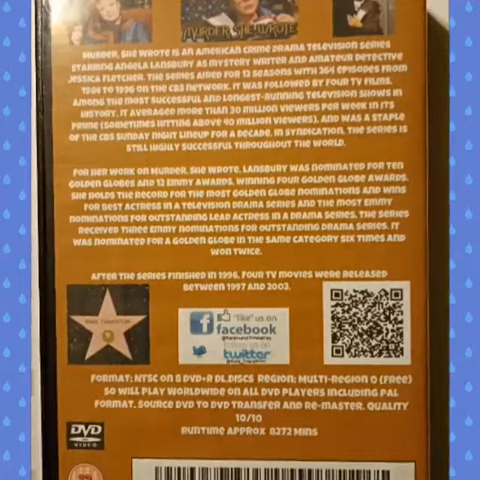 MURDER, SHE WROTE
MURDER, SHE WROTE IS AN AMERICAN CRIME DRAMA TELEVISION SERIES
STARRING ANGELA LANSBURY AS MYSTERY WRITER AND AMATEUR DETECTIVE
JESSICA FLETCHER. THE SERIES AIRED FOR 12 SEASONS WITH 264 EPISODES FROM
1984 TO 1996 ON THE CBS NETWORK. IT WAS FOLLOWED BY FOUR TV FILMS.
AMONG THE MOST SUCCESSFUL AND LONGEST-RUNNING TELEVISION SHOWS IN
HISTORY, IT AVERAGED MORE THAN 30 MILLION VIEWERS PER WEEK IN ITS
PRIME (SOMETIMES HITTING ABOVE 40 MILLION VIEWERS), AND WAS A STAPLE
OF THE CBS SUNDAY NIGHT LINEUP FOR A DECADE. IN SYNDICATION, THE SERIES IS
STILL HIGHLY SUCCESSFUL THROUGHOUT THE WORLD.
FOR HER WORK ON MURDER, SHE WROTE, LANSBURY WAS NOMINATED FOR TEN
GOLDEN GLOBES AND 12 EMMY AWARDS, WINNING FOUR GOLDEN GLOBE AWARDS.
SHE HOLDS THE RECORD FOR THE MOST GOLDEN GLOBE NOMINATIONS AND WINS
FOR BEST ACTRESS IN A TELEVISION DRAMA SERIES AND THE MOST EMMY
NOMINATIONS FOR OUTSTANDING LEAD ACTRESS IN A DRAMA SERIES. THE SERIES
RECEIVED THREE EMMY NOMINATIONS FOR OUTSTANDING DRAMA SERIES. IT
WAS NOMINATED FOR A GOLDEN GLOBE IN THE SAME CATEGORY SIX TIMES AND
WON TWICE.
AFTER THE SERIES FINISHED IN 1996, FOUR TV MOVIES WERE RELEASED
BETWEEN 1997 AND 2003.
"like" us on
facebook
Follow us on
twitter
FORMAT: NTSC ON 8 DVD+R DL.DISCS REGION: MULTI-REGION 0 (FREE)
SO WILL PLAY WORLDWIDE ON ALL DVD PLAYERS INCLUDING PAL
FORMAT. SOURCE DVD TO DVD TRANSFER AND RE-MASTER. QUALITY
10/10
RUNTIME APPROX 8272 MINS
DVD
VIDEO